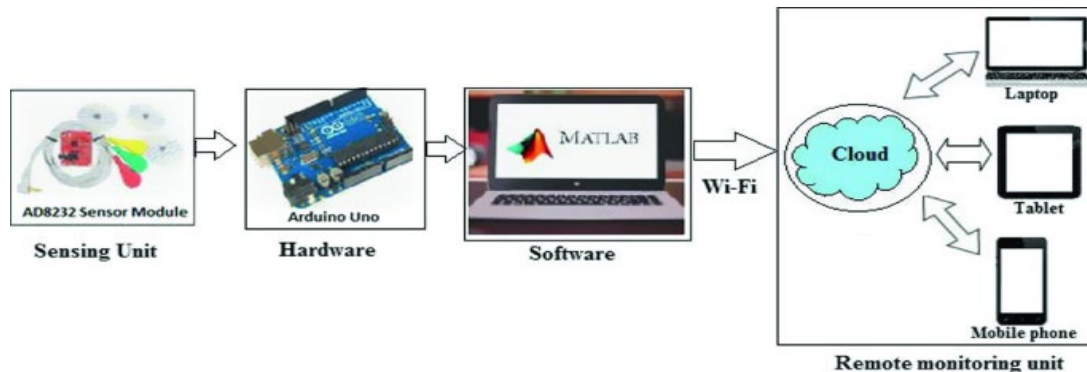 AD8232 Sensor Module
Sensing Unit
Arduino Uno
Hardware
MATLAB
Software
Wi-Fi
Cloud
Laptop
Tablet
Mobile phone
Remote monitoring unit